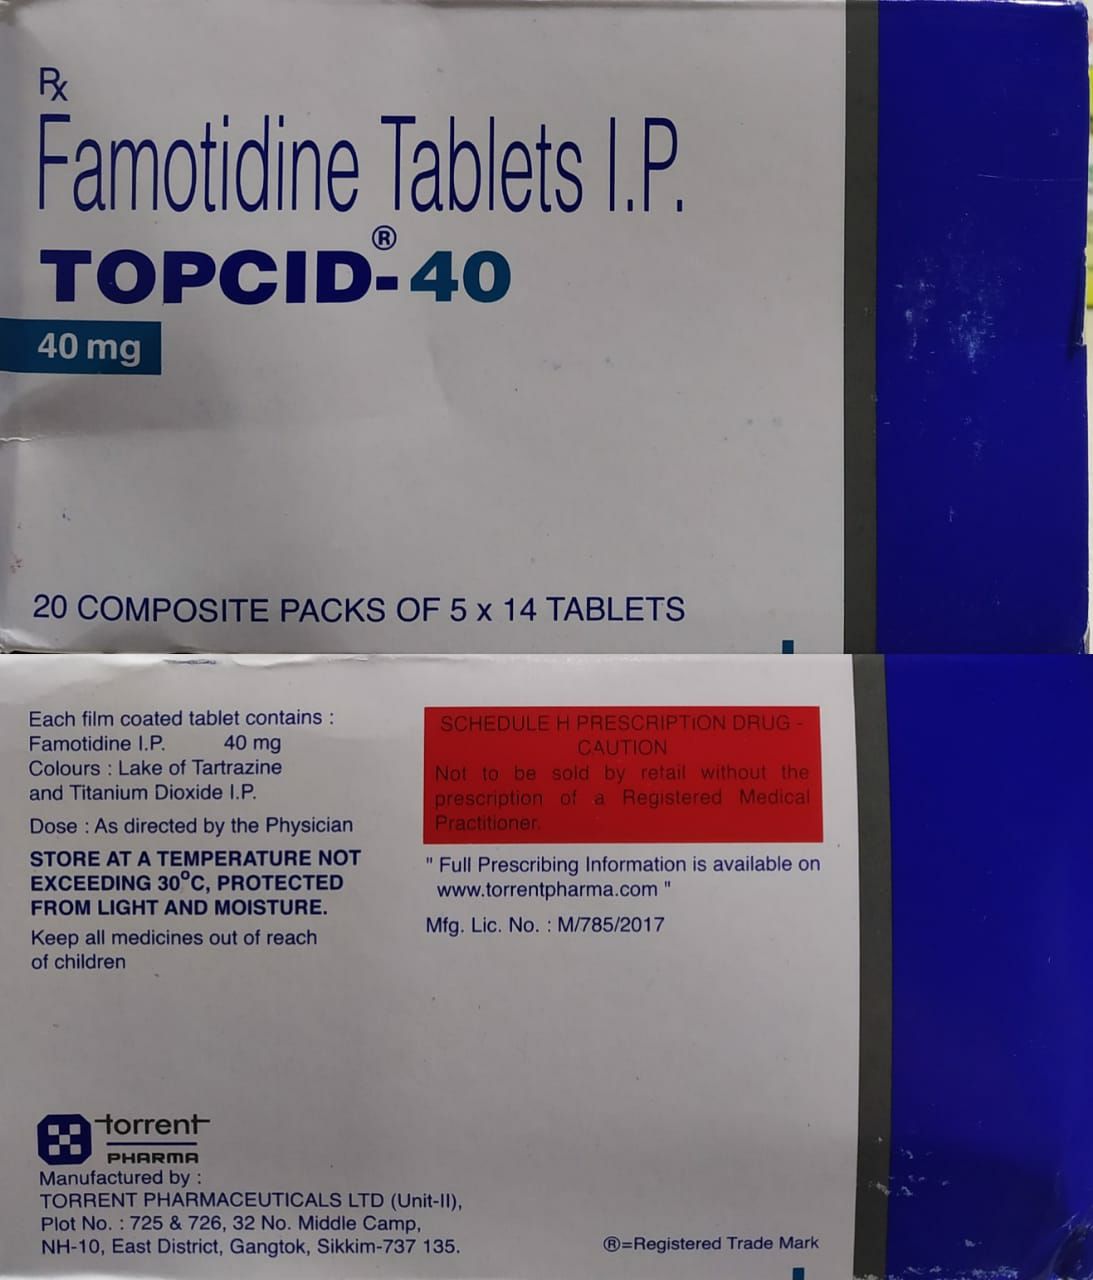 Rx
Famotidine Tablets I.P.
TOPCID®-40
40 mg
20 COMPOSITE PACKS OF 5 x 14 TABLETS
Each film coated tablet contains :
Famotidine I.P. 40 mg
Colours : Lake of Tartrazine
and Titanium Dioxide I.P.
Dose : As directed by the Physician
STORE AT A TEMPERATURE NOT
EXCEEDING 30°C, PROTECTED
FROM LIGHT AND MOISTURE.
Keep all medicines out of reach
of children
SCHEDULE H PRESCRIPTiON DRUG -
CAUTION
Not to be sold by retail without the
prescription of a Registered Medical
Practitioner.
" Full Prescribing Information is available on
www.torrentpharma.com "
Mfg. Lic. No. : M/785/2017
torrent
PHARMA
Manufactured by :
TORRENT PHARMACEUTICALS LTD (Unit-II),
Plot No. : 725 & 726, 32 No. Middle Camp,
NH-10, East District, Gangtok, Sikkim-737 135.
®=Registered Trade Mark